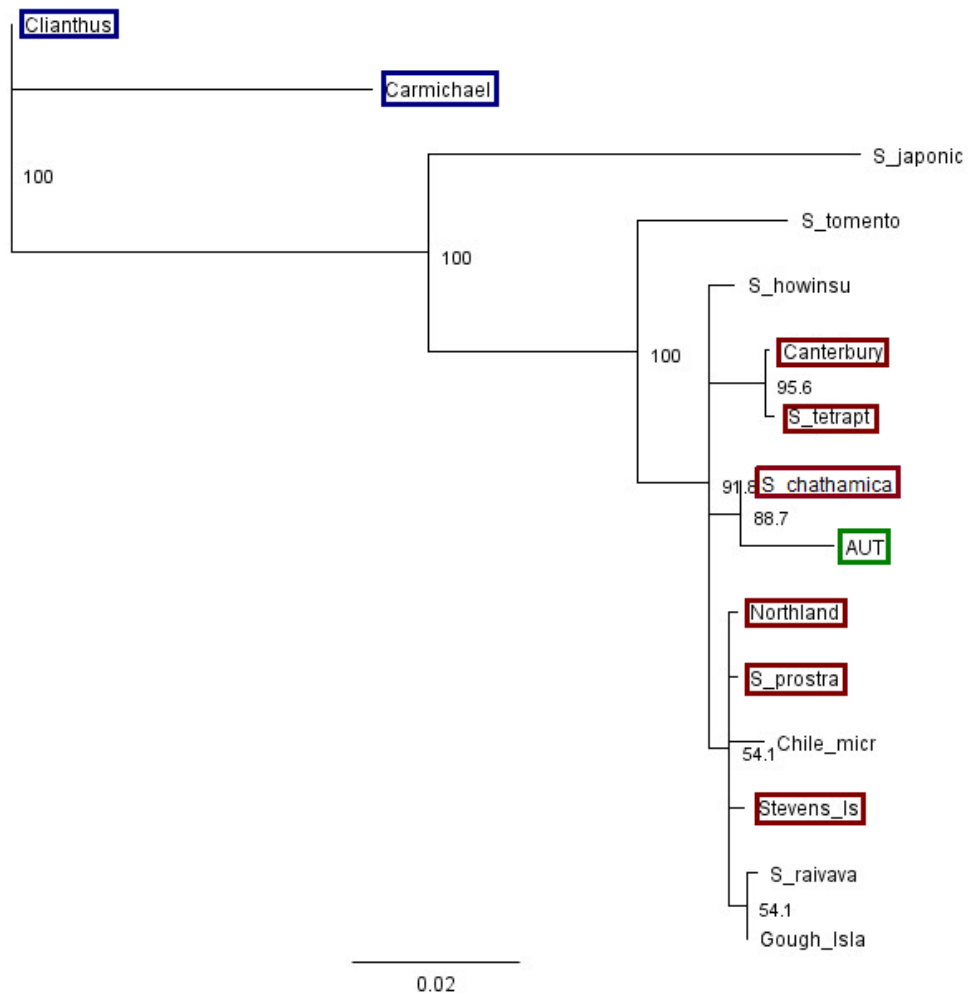 Clianthus
Carmichael
S_japonic
100
S_tomento
100
S_howinsu
Canterbury
100
95.6
S_tetrapt
S_chathamica
91.8
88.7
AUT
Northland
S_prostra
Chile_micr
54.1
Stevens_Is
S_raivava
54.1
Gough_Isla
0.02